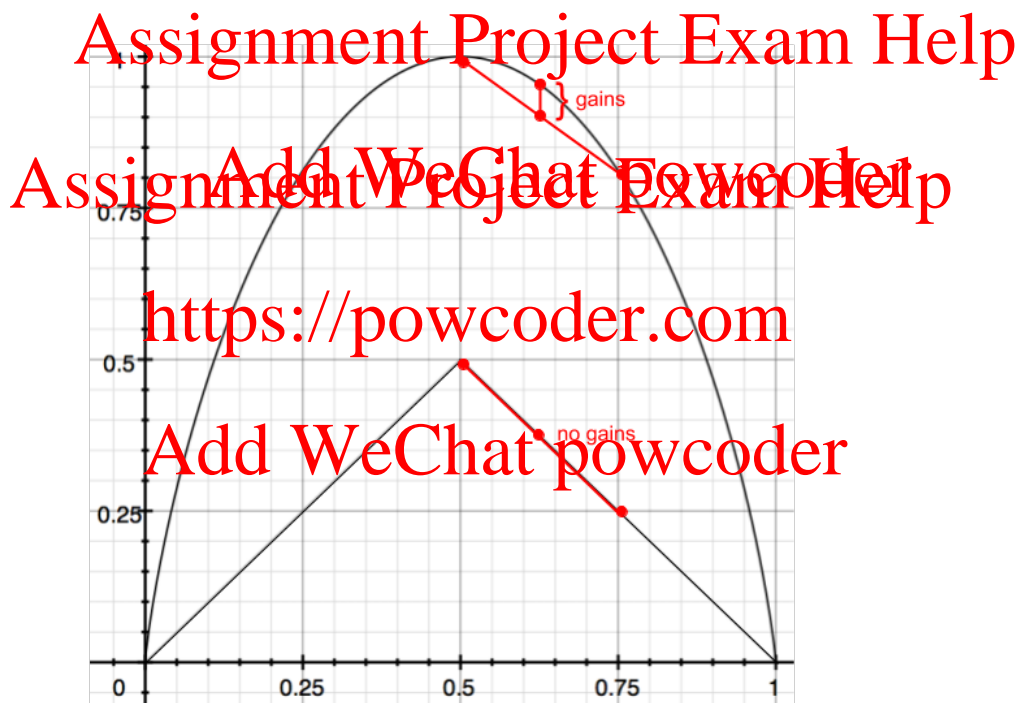 Assignment Project Exam Help
1
} gains
Add WeChat powcoder
Assignment Project Exam Help
0.75
https://powcoder.com
0.5
no gains
Add WeChat powcoder
0.25
0 0.25 0.5 0.75 1